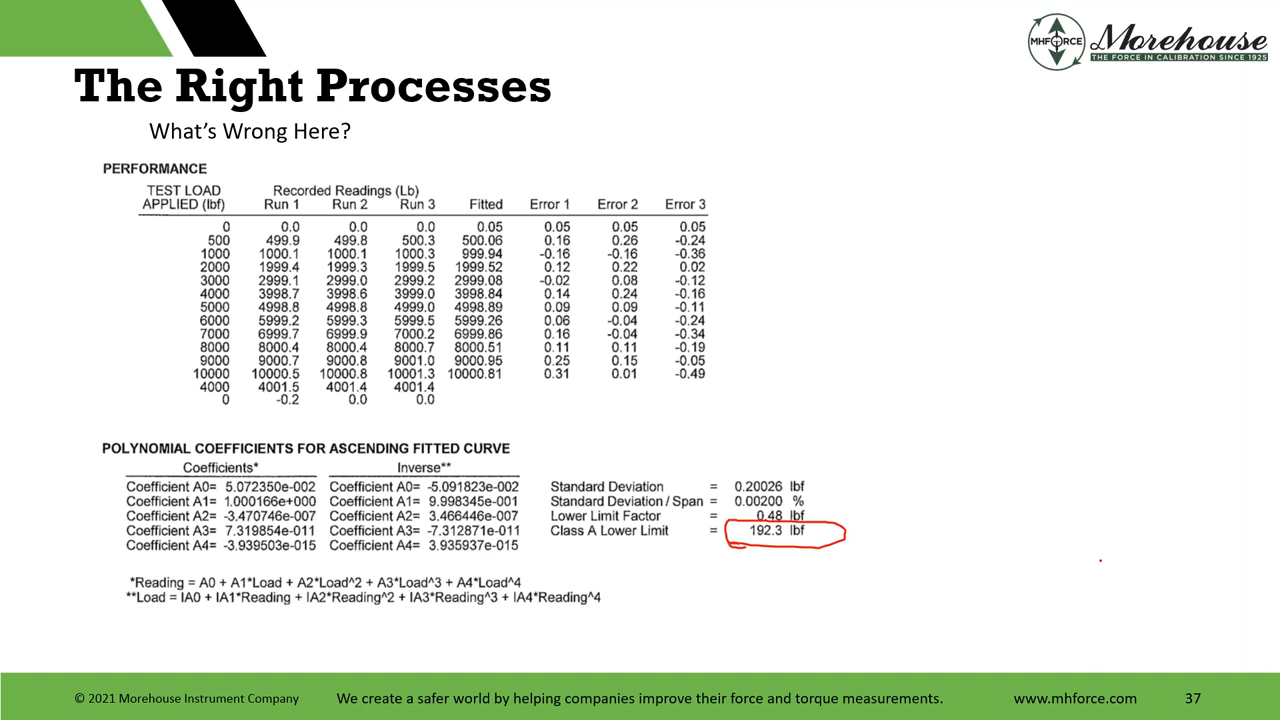 MHFORCE
Morehouse
THE FORCE IN CALIBRATION SINCE 1925
The Right Processes
What's Wrong Here?
PERFORMANCE
TEST LOAD Recorded Readings (Lb)
APPLIED (lbf) Run 1 Run 2 Run 3 Fitted Error 1 Error 2 Error 3
0 0.0 0.0 0.0 0.05 0.05 0.05 0.05
500 499.9 499.8 500.3 500.06 0.16 0.26 -0.24
1000 1000.1 1000.1 1000.3 999.94 -0.16 -0.16 -0.36
2000 1999.4 1999.3 1999.5 1999.52 0.12 0.22 0.02
3000 2999.1 2999.0 2999.2 2999.08 -0.02 0.08 -0.12
4000 3998.7 3998.6 3999.0 3998.84 0.14 0.24 -0.16
5000 4998.8 4998.8 4999.0 4998.89 0.09 0.09 -0.11
6000 5999.2 5999.3 5999.5 5999.26 0.06 -0.04 -0.24
7000 6999.7 6999.9 7000.2 6999.86 0.16 -0.04 -0.34
8000 8000.4 8000.4 8000.7 8000.51 0.11 0.11 -0.19
9000 9000.7 9000.8 9001.0 9000.95 0.25 0.15 -0.05
10000 10000.5 10000.8 10001.3 10000.81 0.31 0.01 -0.49
4000 4001.5 4001.4 4001.4
0 -0.2 0.0 0.0
POLYNOMIAL COEFFICIENTS FOR ASCENDING FITTED CURVE
Coefficients* Inverse**
Coefficient A0= 5.072350e-002 Coefficient A0= -5.091823e-002 Standard Deviation = 0.20026 lbf
Coefficient A1= 1.000166e+000 Coefficient A1= 9.998345e-001 Standard Deviation / Span = 0.00200 %
Coefficient A2= -3.470746e-007 Coefficient A2= 3.466446e-007 Lower Limit Factor = 0.48 lbf
Coefficient A3= 7.319854e-011 Coefficient A3= -7.312871e-011 Class A Lower Limit = 192.3 lbf
Coefficient A4= -3.939503e-015 Coefficient A4= 3.935937e-015
*Reading = A0 + A1*Load + A2*Load^2 + A3*Load^3 + A4*Load^4
**Load = IA0 + IA1*Reading + IA2*Reading^2 + IA3*Reading^3 + IA4*Reading^4
© 2021 Morehouse Instrument Company We create a safer world by helping companies improve their force and torque measurements. www.mhforce.com 37